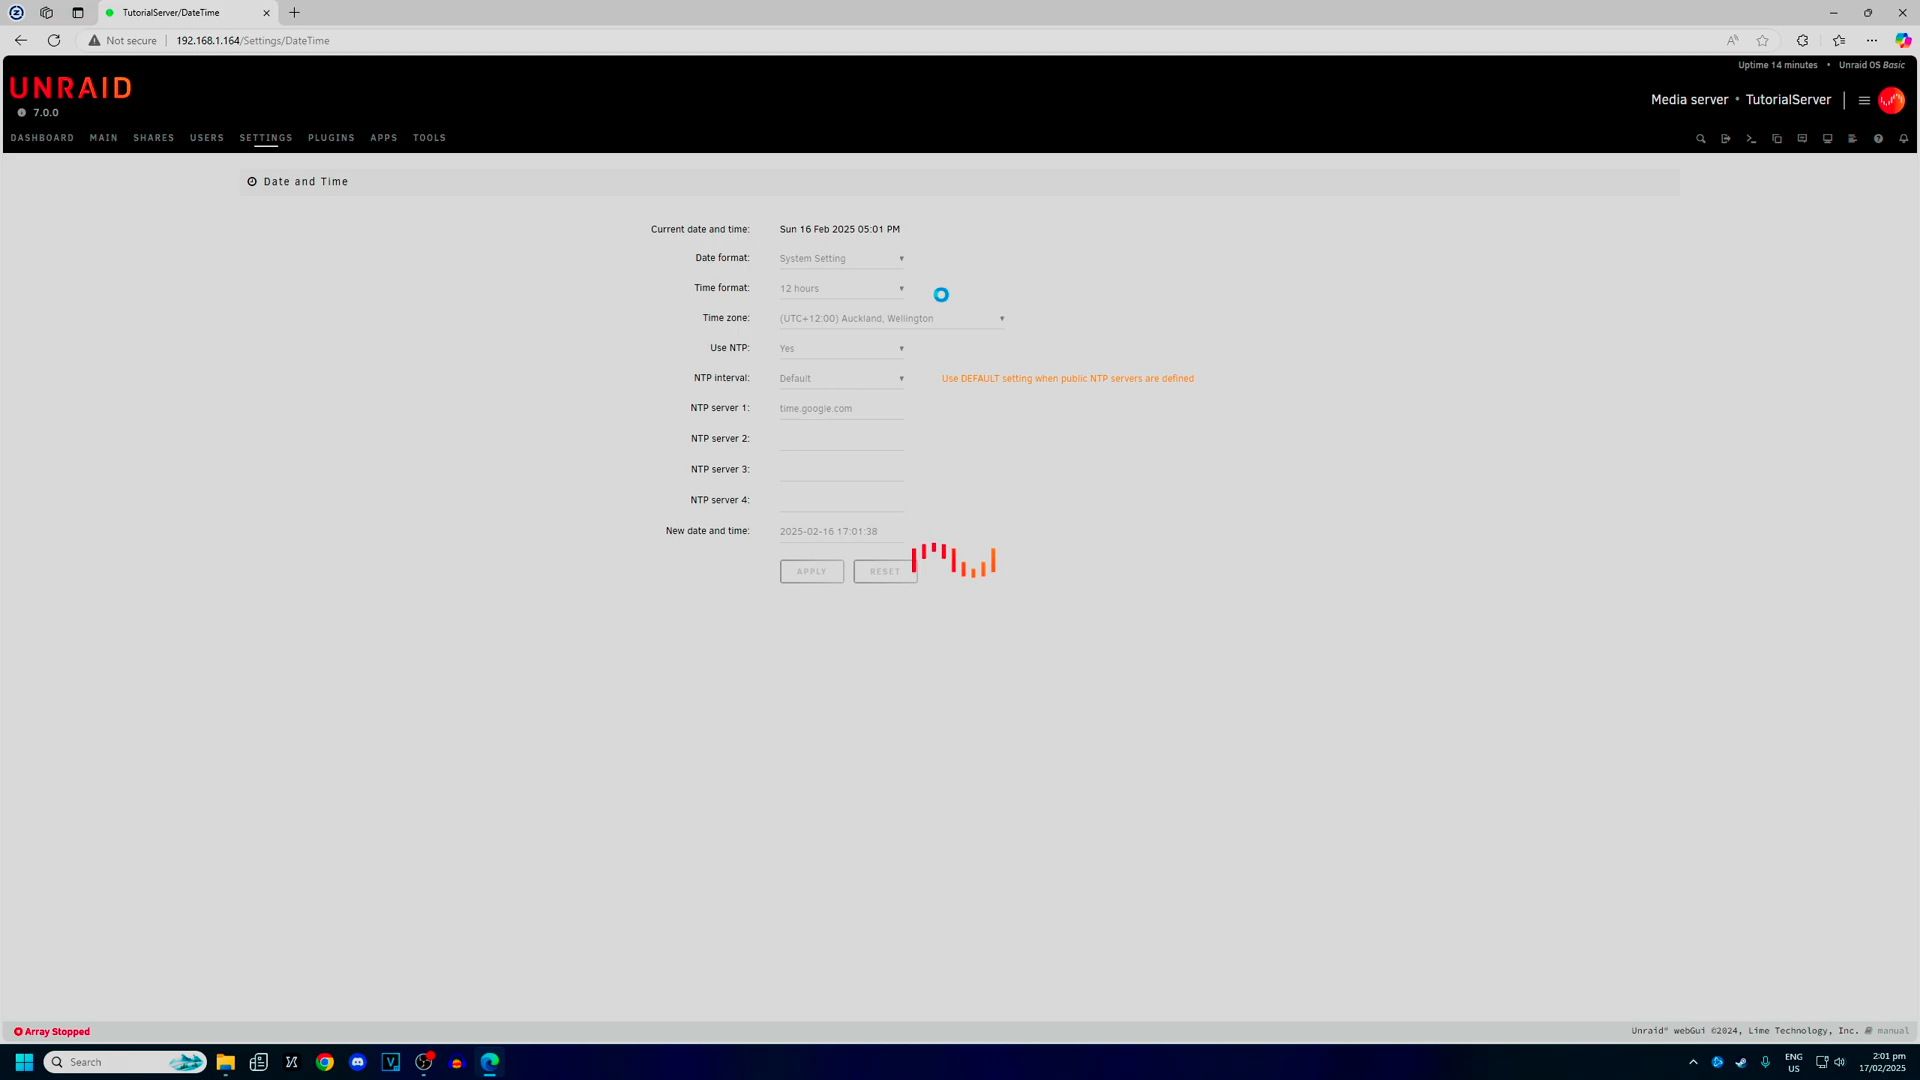 TutorialServer/DateTime
Not secure
192.168.1.164/Settings/DateTime
Uptime 14 minutes • Unraid OS Basic
UNRAID
7.0.0
Media server • TutorialServer
DASHBOARD MAIN SHARES USERS SETTINGS PLUGINS APPS TOOLS
Date and Time
Current date and time: Sun 16 Feb 2025 05:01 PM
Date format: System Setting
Time format: 12 hours
Time zone: (UTC+12:00) Auckland, Wellington
Use NTP: Yes
NTP interval: Default Use DEFAULT setting when public NTP servers are defined
NTP server 1: time.google.com
NTP server 2:
NTP server 3:
NTP server 4:
New date and time: 2025-02-16 17:01:38
APPLY RESET
Array Stopped
Unraid® webGui ©2024, Lime Technology, Inc. manual
Search
ENG
US
2:01 pm
17/02/2025